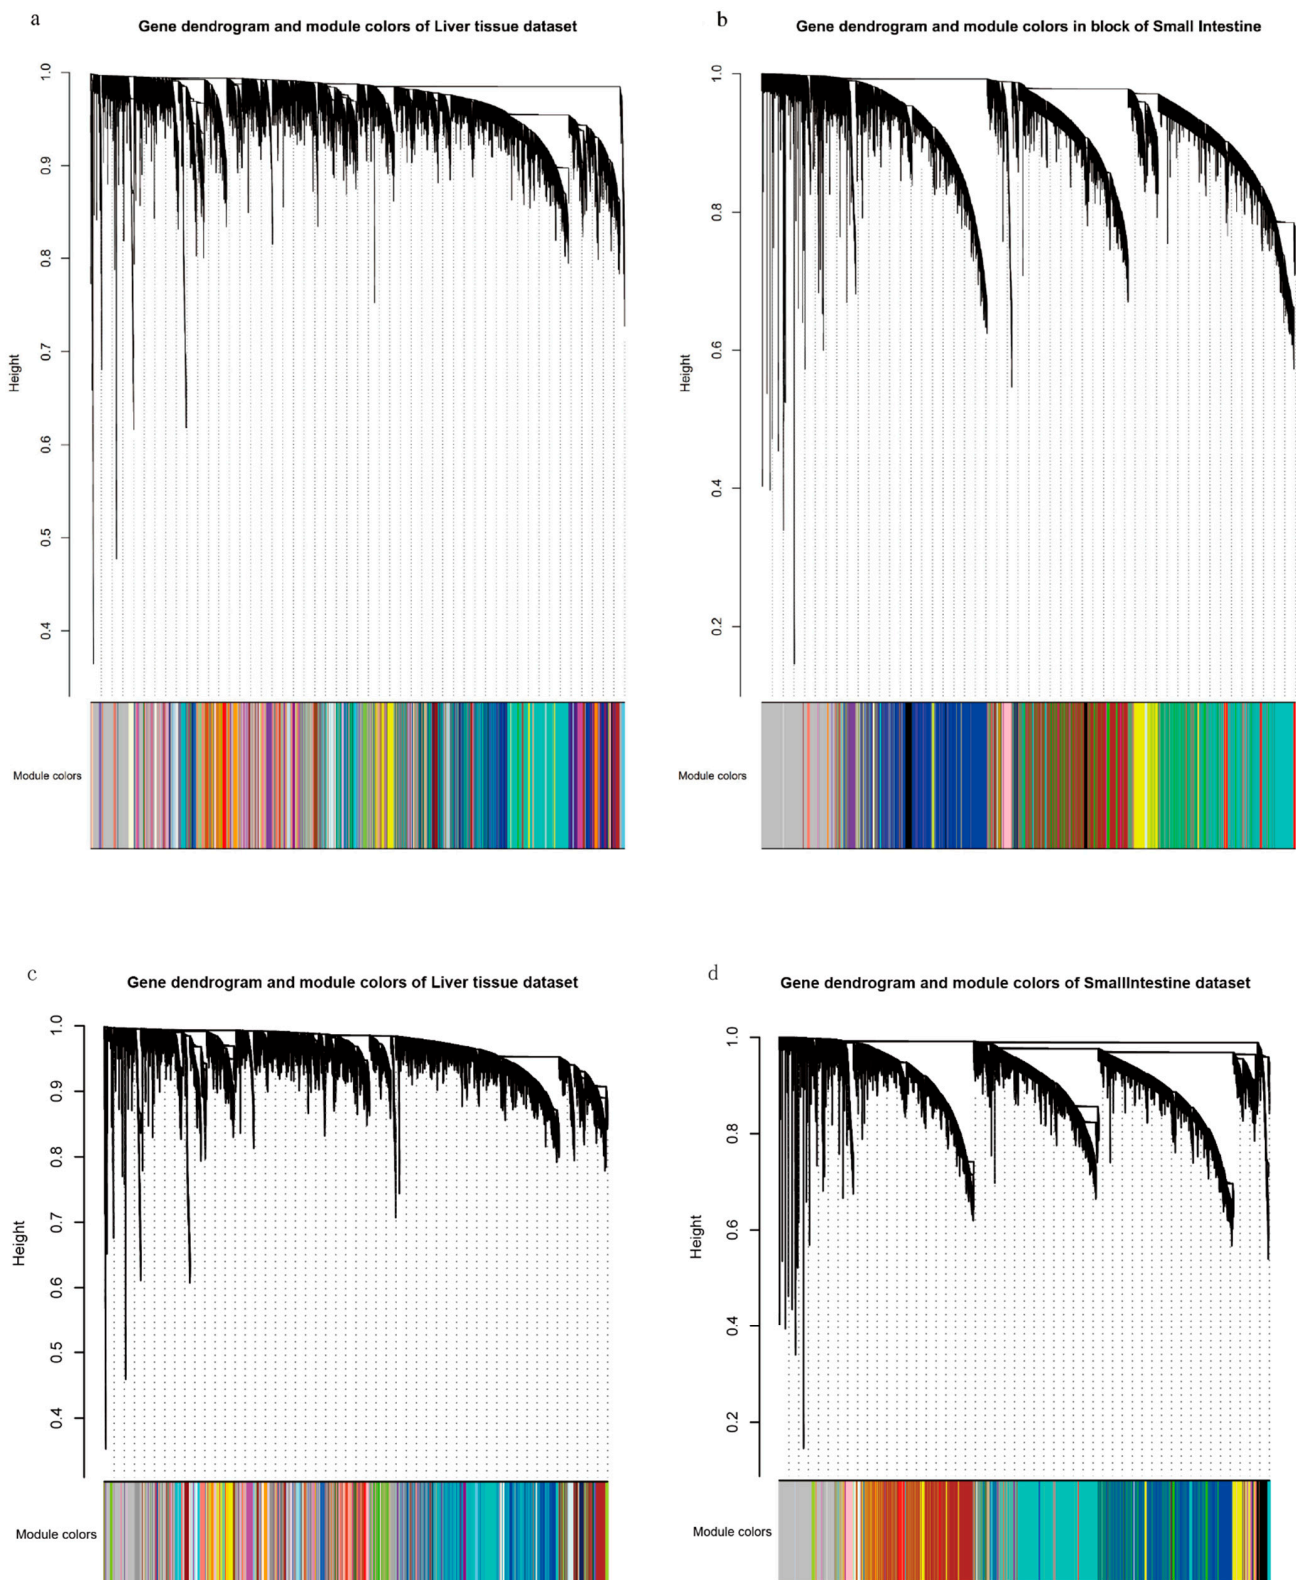 a
Gene dendrogram and module colors of Liver tissue dataset
1.0
0.9
0.8
0.7
0.6
0.5
0.4
Height
Module colors
b
Gene dendrogram and module colors in block of Small Intestine
1.0
0.8
0.6
0.4
0.2
Height
Module colors
c
Gene dendrogram and module colors of Liver tissue dataset
1.0
0.9
0.8
0.7
0.6
0.5
0.4
Height
Module colors
d
Gene dendrogram and module colors of SmallIntestine dataset
1.0
0.8
0.6
0.4
0.2
Height
Module colors